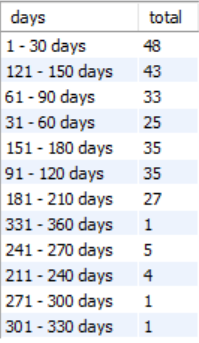 days total
1 - 30 days 48
121 - 150 days 43
61 - 90 days 33
31 - 60 days 25
151 - 180 days 35
91 - 120 days 35
181 - 210 days 27
331 - 360 days 1
241 - 270 days 5
211 - 240 days 4
271 - 300 days 1
301 - 330 days 1